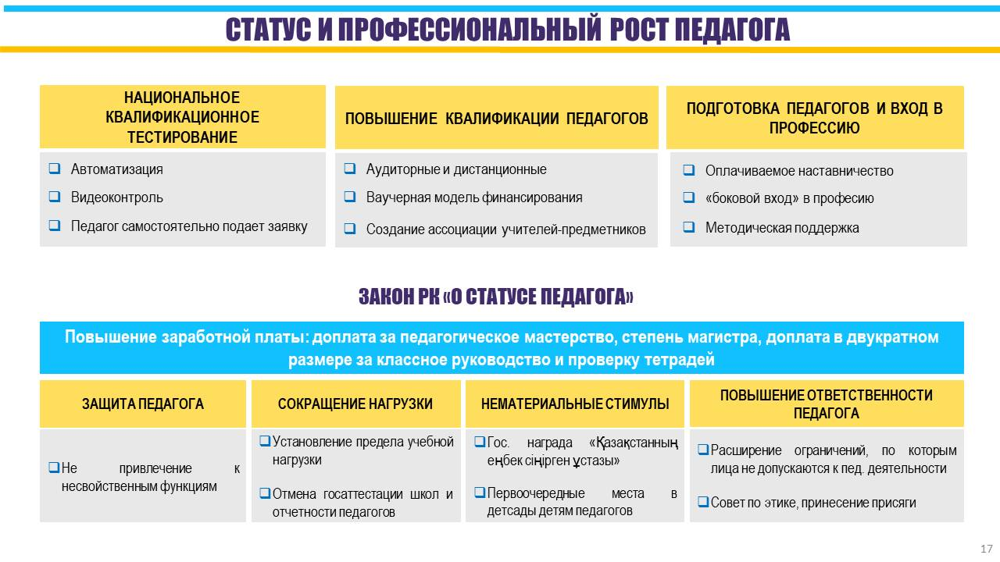 СТАТУС И ПРОФЕССИОНАЛЬНЫЙ РОСТ ПЕДАГОГА
НАЦИОНАЛЬНОЕ
КВАЛИФИКАЦИОННОЕ
ТЕСТИРОВАНИЕ
Автоматизация
Видеоконтроль
Педагог самостоятельно подает заявку
ПОВЫШЕНИЕ КВАЛИФИКАЦИИ ПЕДАГОГОВ
Аудиторные и дистанционные
Ваучерная модель финансирования
Создание ассоциации учителей-предметников
ПОДГОТОВКА ПЕДАГОГОВ И ВХОД В
ПРОФЕССИЮ
Оплачиваемое наставничество
«боковой вход» в професию
Методическая поддержка
ЗАКОН РК «О СТАТУСЕ ПЕДАГОГА»
Повышение заработной платы: доплата за педагогическое мастерство, степень магистра, доплата в двукратном
размере за классное руководство и проверку тетрадей
ЗАЩИТА ПЕДАГОГА
Не привлечение к
несвойственным функциям
СОКРАЩЕНИЕ НАГРУЗКИ
Установление предела учебной
нагрузки
Отмена госаттестации школ и
отчетности педагогов
НЕМАТЕРИАЛЬНЫЕ СТИМУЛЫ
Гос. награда «Қазақстанның
еңбек сіңірген ұстазы»
Первоочередные места в
детсады детям педагогов
ПОВЫШЕНИЕ ОТВЕТСТВЕННОСТИ
ПЕДАГОГА
Расширение ограничений, по которым
лица не допускаются к пед. деятельности
Совет по этике, принесение присяги
17